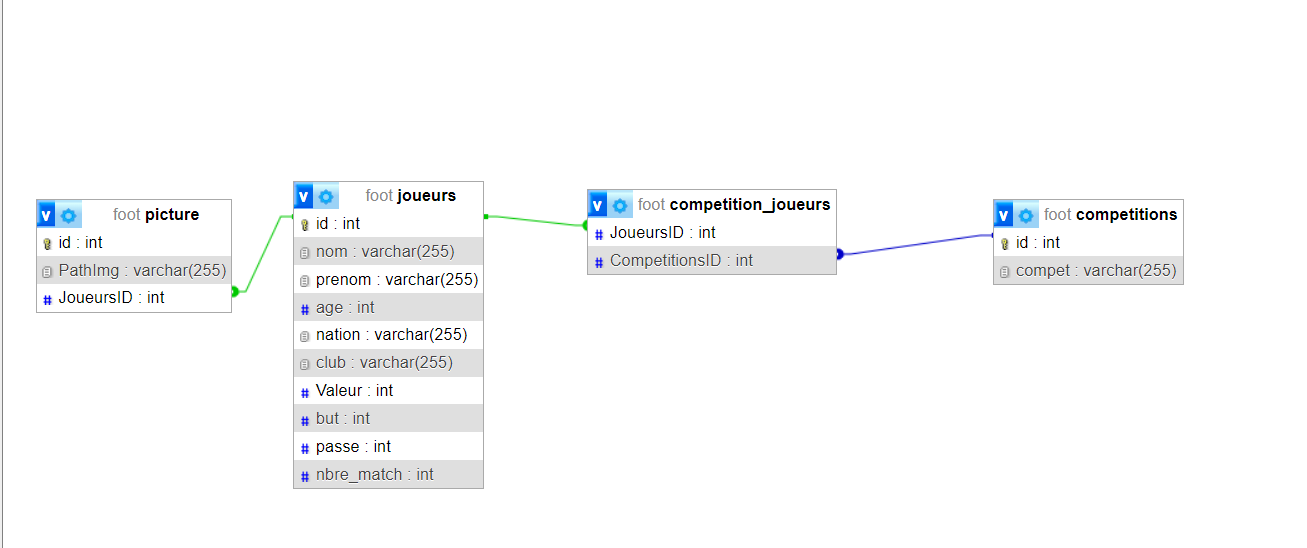 v foot picture
id : int
PathImg : varchar(255)
# JoueursID : int
v foot joueurs
id : int
nom : varchar(255)
prenom : varchar(255)
# age : int
nation : varchar(255)
club : varchar(255)
# Valeur : int
# but : int
# passe : int
# nbre_match : int
v foot competition_joueurs
# JoueursID : int
# CompetitionsID : int
v foot competitions
id : int
compet : varchar(255)